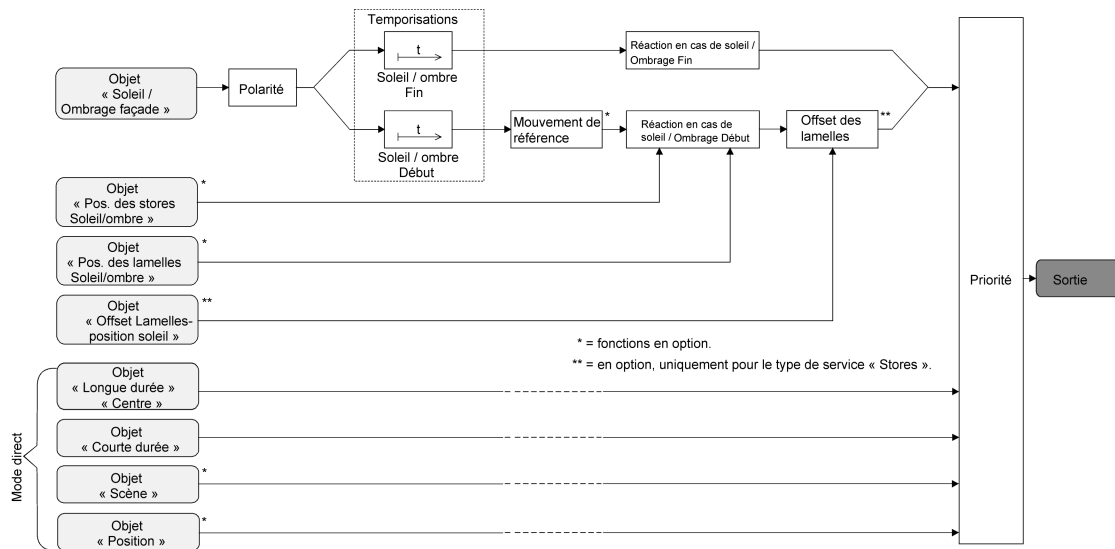 Temporisations
t
Soleil / ombre
Fin
Réaction en cas de soleil /
Ombrage Fin
Objet
« Soleil /
Ombrage façade »
Polarité
t
Soleil / ombre
Début
Mouvement de
référence
*
Réaction en cas de
soleil / Ombrage Début
Offset des
lamelles
**
Objet
« Pos. des stores
Soleil/ombre »
*
Objet
« Pos. des lamelles
Soleil/ombre »
*
Objet
« Offset Lamelles-
position soleil »
**
Priorité
Sortie
* = fonctions en option.
** = en option, uniquement pour le type de service « Stores ».
Mode direct
Objet
« Longue durée »
« Centre »
Objet
« Courte durée »
Objet
« Scène »
*
Objet
« Position »
*